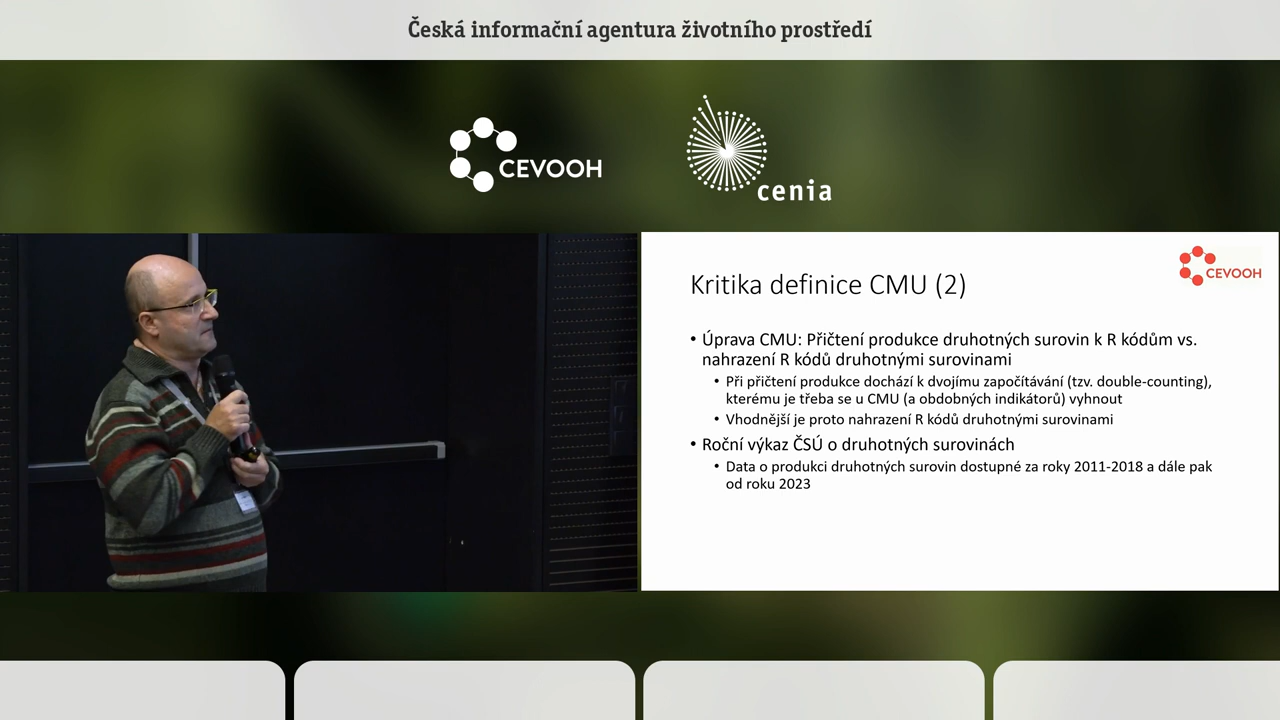 Česká informační agentura životního prostředí
CEVOOH
cenia
CEVOOH
Kritika definice CMU (2)
• Úprava CMU: Přičtení produkce druhotných surovin k R kódům vs.
nahrazení R kódů druhotnými surovinami
• Při přičtení produkce dochází k dvojímu započítávání (tzv. double-counting),
kterému je třeba se u CMU (a obdobných indikátorů) vyhnout
• Vhodnější je proto nahrazení R kódů druhotnými surovinami
• Roční výkaz ČSÚ o druhotných surovinách
• Data o produkci druhotných surovin dostupné za roky 2011-2018 a dále pak
od roku 2023